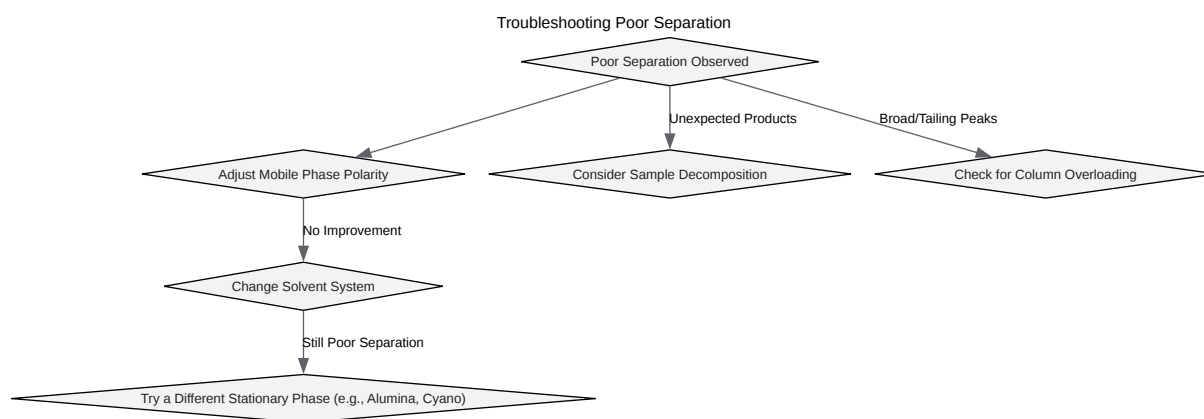 Troubleshooting Poor Separation
Poor Separation Observed
Unexpected Products
Broad/Tailing Peaks
Adjust Mobile Phase Polarity
Consider Sample Decomposition
Check for Column Overloading
No Improvement
Change Solvent System
Still Poor Separation
Try a Different Stationary Phase (e.g., Alumina, Cyano)